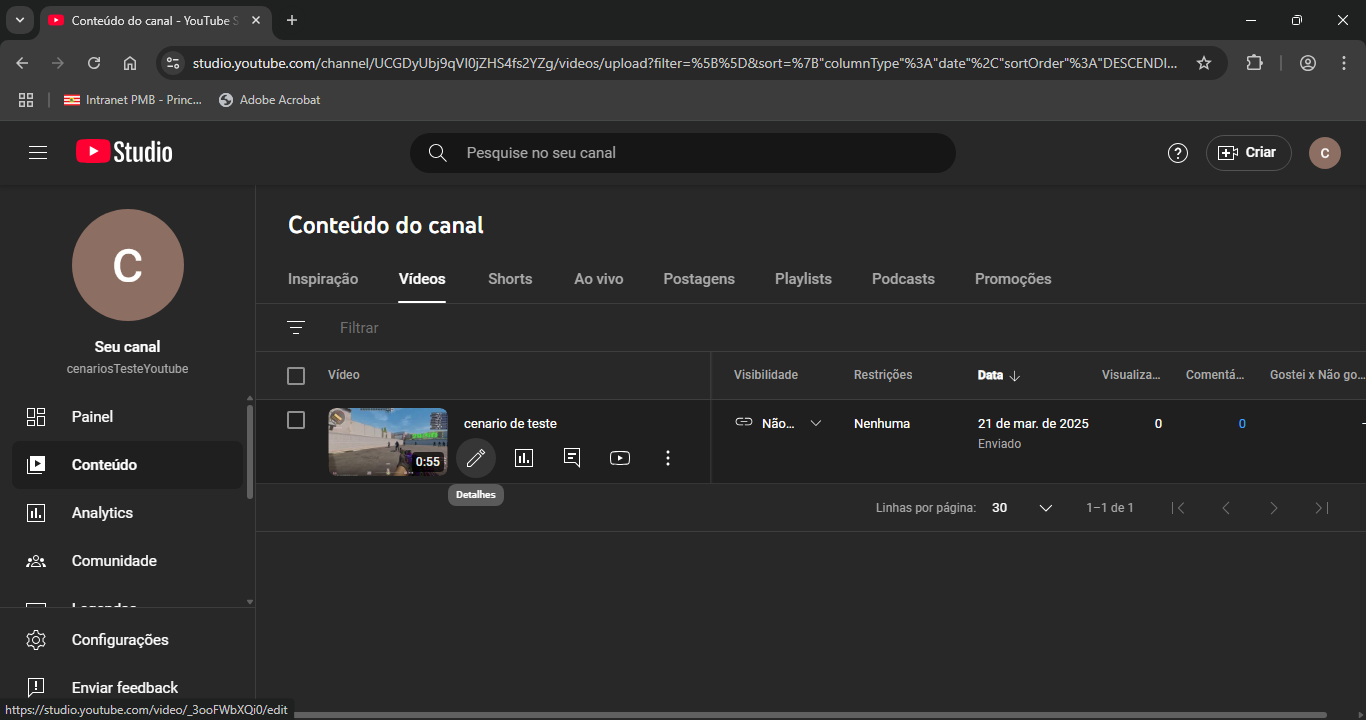 Conteúdo do canal - YouTube S
studio.youtube.com/channel/UCGDyUbj9qVI0jZHS4fs2YZg/videos/upload?filter=%5B%5D&sort=%7B"columnType"%3A"date"%2C"sortOrder"%3A"DESCENDI...
Intranet PMB - Princ...
Adobe Acrobat
Studio
Pesquise no seu canal
Criar
C
C
Seu canal
cenariosTesteYoutube
Painel
Conteúdo
Analytics
Comunidade
Legendas
Configurações
Enviar feedback
Conteúdo do canal
Inspiração Vídeos Shorts Ao vivo Postagens Playlists Podcasts Promoções
Filtrar
Vídeo Visibilidade Restrições Data Visualiza... Comentá... Gostei x Não go...
0:55
cenario de teste
Não... Nenhuma 21 de mar. de 2025 0 0
Enviado
Detalhes
Linhas por página: 30 1–1 de 1
https://studio.youtube.com/video/_3ooFWbXQi0/edit